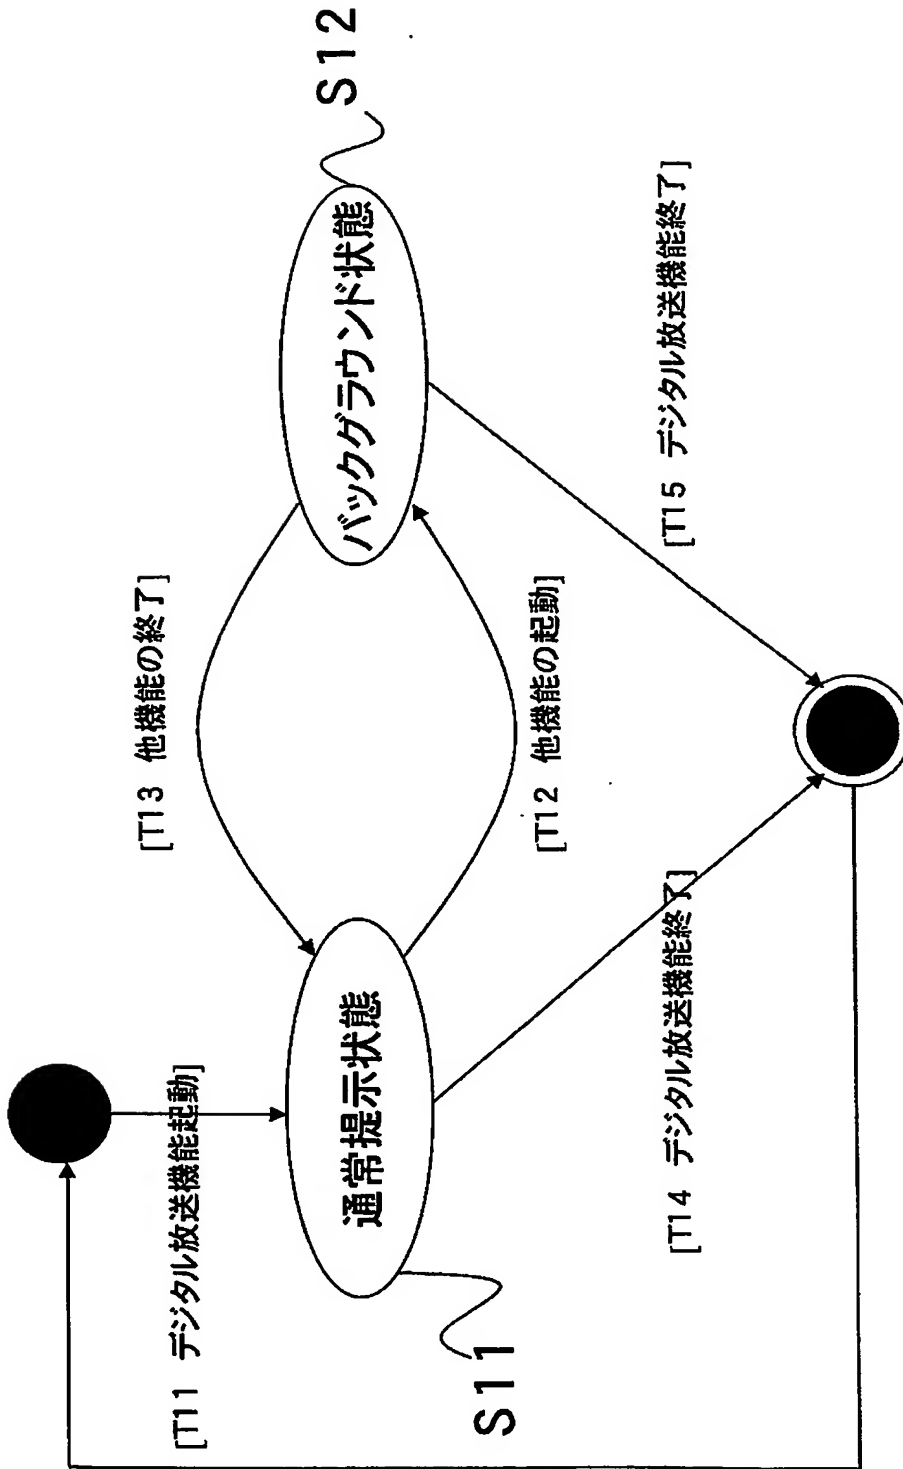 [T11 デジタル放送機能起動]
通常提示状態
S11
[T13 他機能の終了]
[T12 他機能の起動]
バックグラウンド状態
S12
[T14 デジタル放送機能終了]
[T15 デジタル放送機能終了]